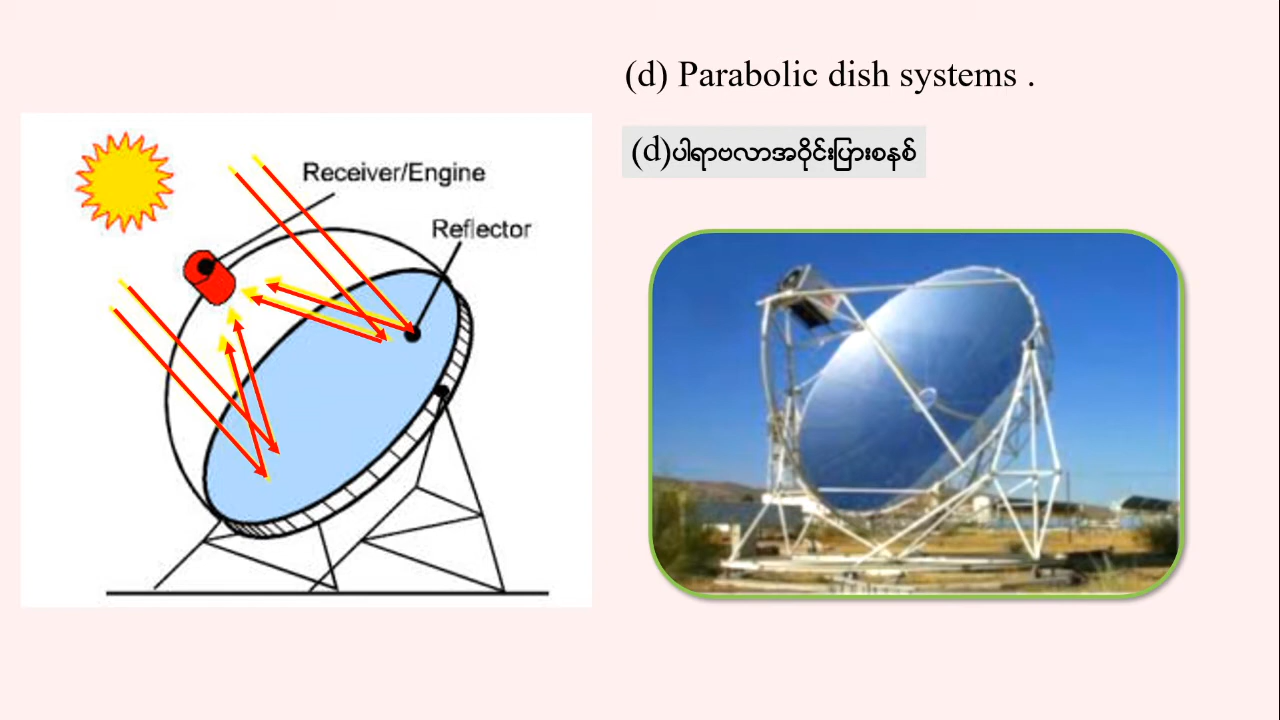 (d) Parabolic dish systems .
(d)ပါရာဗလာအဝိုင်းပြားစနစ်
Receiver/Engine
Reflector